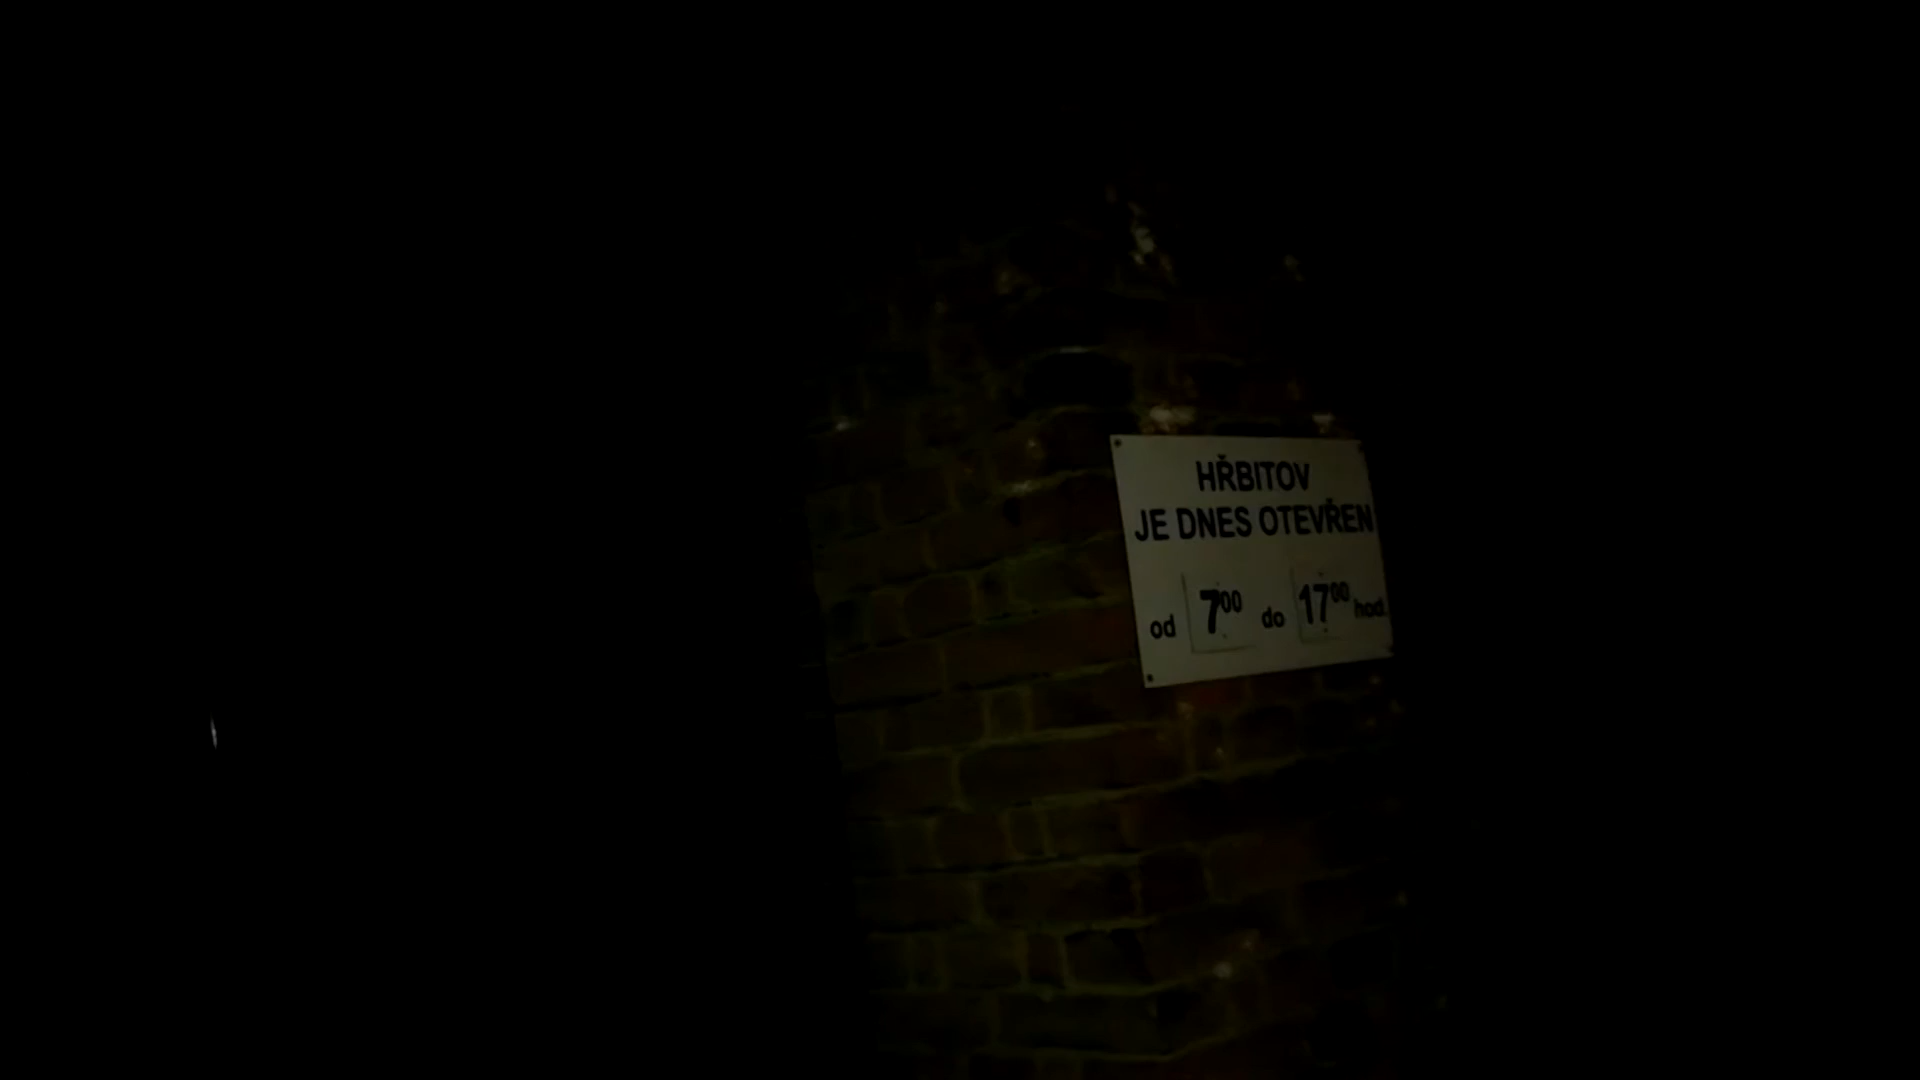 HŘBITOV
JE DNES OTEVŘEN
od 7⁰⁰ do 17⁰⁰ hod.